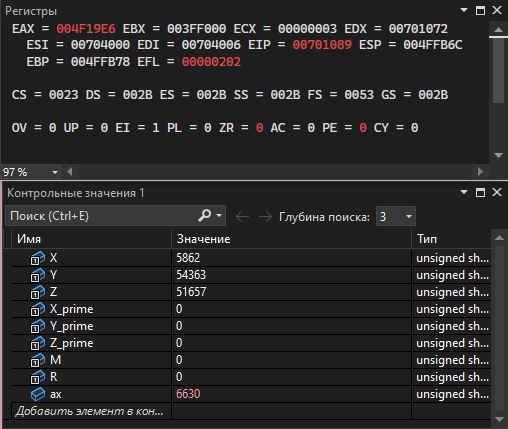 Регистры
EAX = 004F19E6 EBX = 003FF000 ECX = 00000003 EDX = 00701072
ESI = 00704000 EDI = 00704006 EIP = 00701089 ESP = 004FFB6C
EBP = 004FFB78 EFL = 00000202
CS = 0023 DS = 002B ES = 002B SS = 002B FS = 0053 GS = 002B
OV = 0 UP = 0 EI = 1 PL = 0 ZR = 0 AC = 0 PE = 0 CY = 0
97 %
Контрольные значения 1
Поиск (Ctrl+E) Глубина поиска: 3
Имя Значение Тип
X 5862 unsigned sh...
Y 54363 unsigned sh...
Z 51657 unsigned sh...
X_prime 0 unsigned sh...
Y_prime 0 unsigned sh...
Z_prime 0 unsigned sh...
M 0 unsigned sh...
R 0 unsigned sh...
ax 6630 unsigned sh...
Добавить элемент в кон...